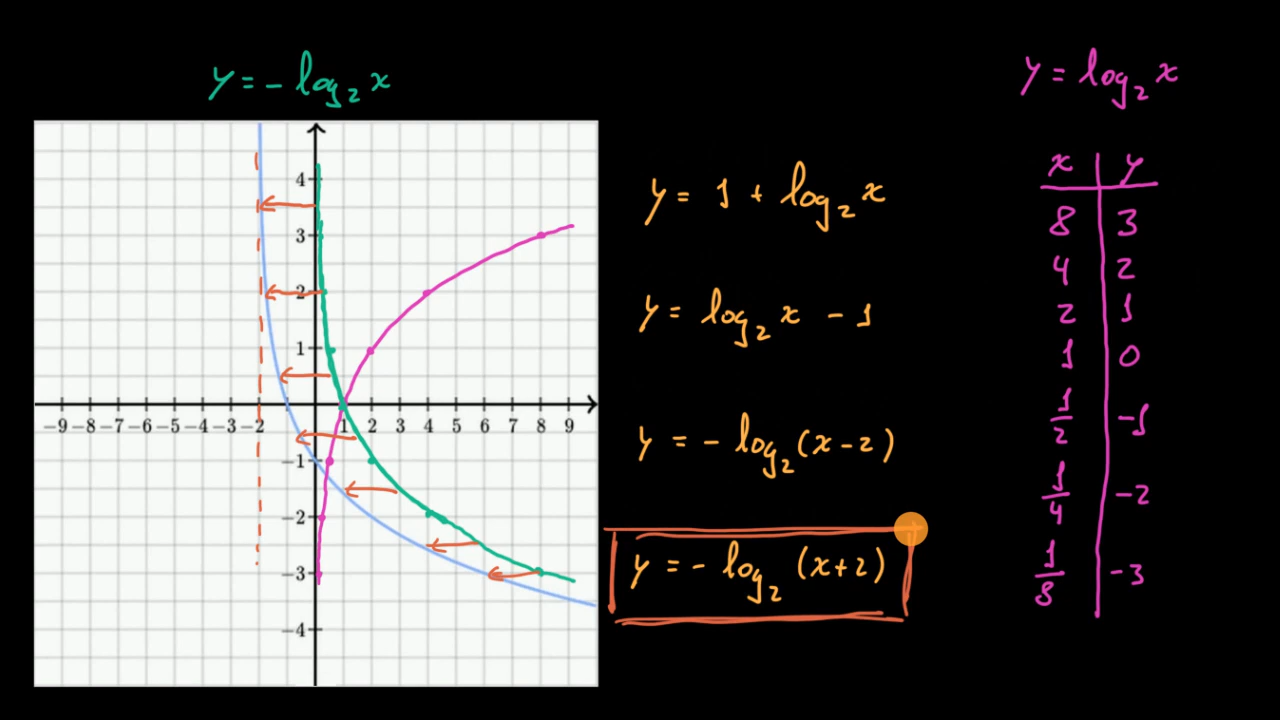 y = - log₂ x
4
3
2
1
-9 -8 -7 -6 -5 -4 -3 -2 1 2 3 4 5 6 7 8 9
-1
-2
-3
-4
y = 1 + log₂ x
y = log₂ x - 1
y = - log₂ (x-2)
y = - log₂ (x+2)
y = log₂ x
x y
8 3
4 2
2 1
1 0
1/2 -1
1/4 -2
1/8 -3